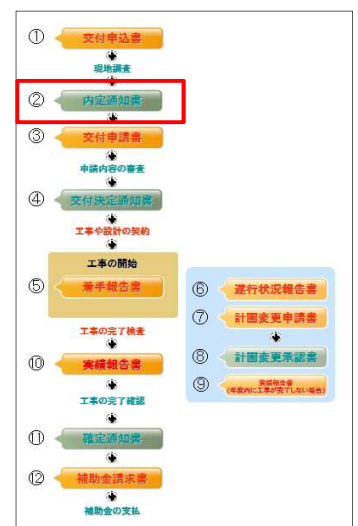 ① 交付申込書
現地調査
② 内定通知書
③ 交付申請書
申請内容の審査
④ 交付決定通知書
工事や設計の契約
工事の開始
⑤ 着手報告書
工事の完了検査
⑩ 実績報告書
工事の完了確認
⑪ 確定通知書
⑫ 補助金請求書
補助金の支払
⑥ 遂行状況報告書
⑦ 計画変更申請書
⑧ 計画変更承認書
⑨ 実績報告書
(年度内に工事が完了しない場合)